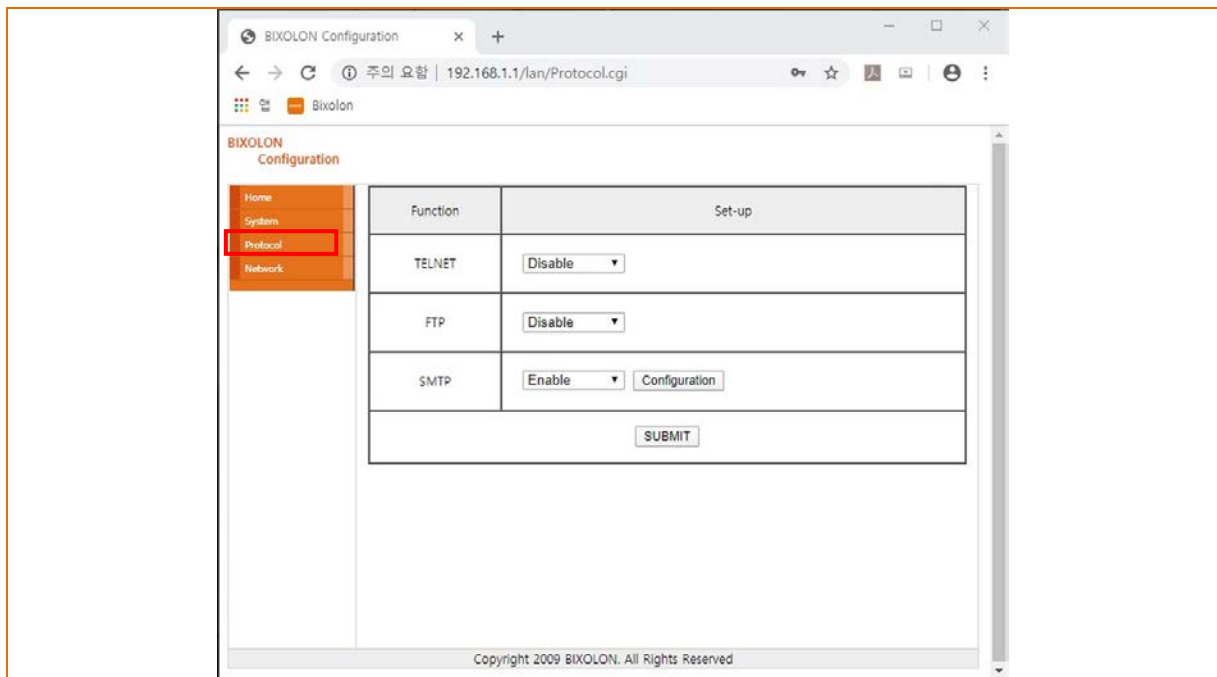 BIXOLON Configuration
주의 요함 | 192.168.1.1/lan/Protocol.cgi
앱 Bixolon
BIXOLON
Configuration
Home
System
Protocol
Network
Function Set-up
TELNET Disable
FTP Disable
SMTP Enable Configuration
SUBMIT
Copyright 2009 BIXOLON. All Rights Reserved